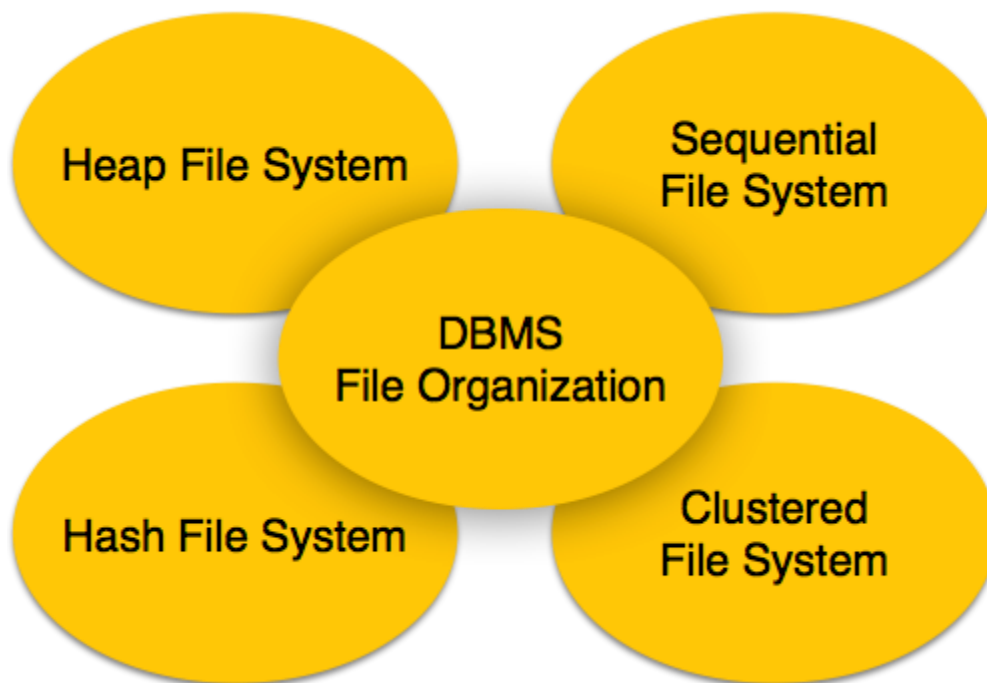 Heap File System
Sequential
File System
DBMS
File Organization
Hash File System
Clustered
File System